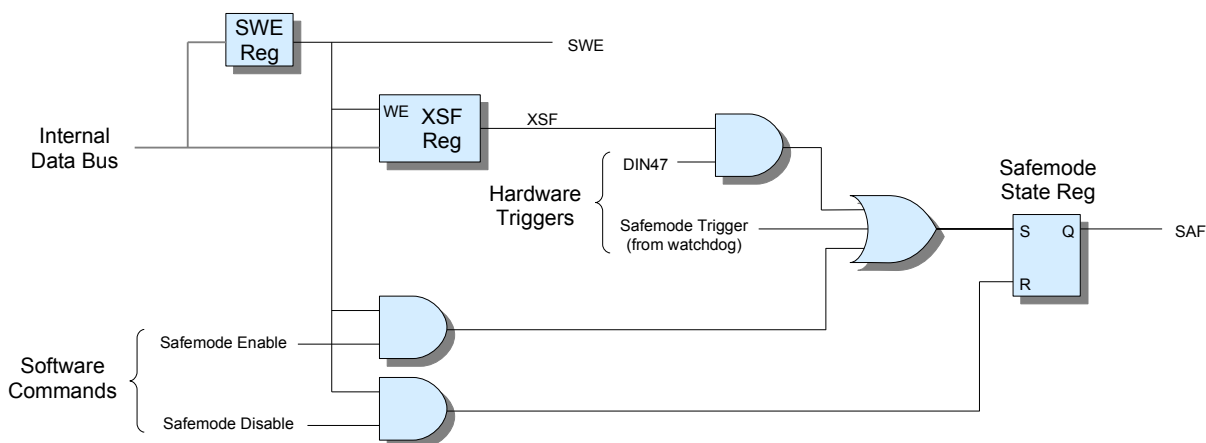 SWE
Reg
SWE
WE
XSF
Reg
XSF
Internal
Data Bus
DIN47
Hardware
Triggers
Safemode Trigger
(from watchdog)
Safemode
State Reg
S
Q
R
SAF
Safemode Enable
Software
Commands
Safemode Disable